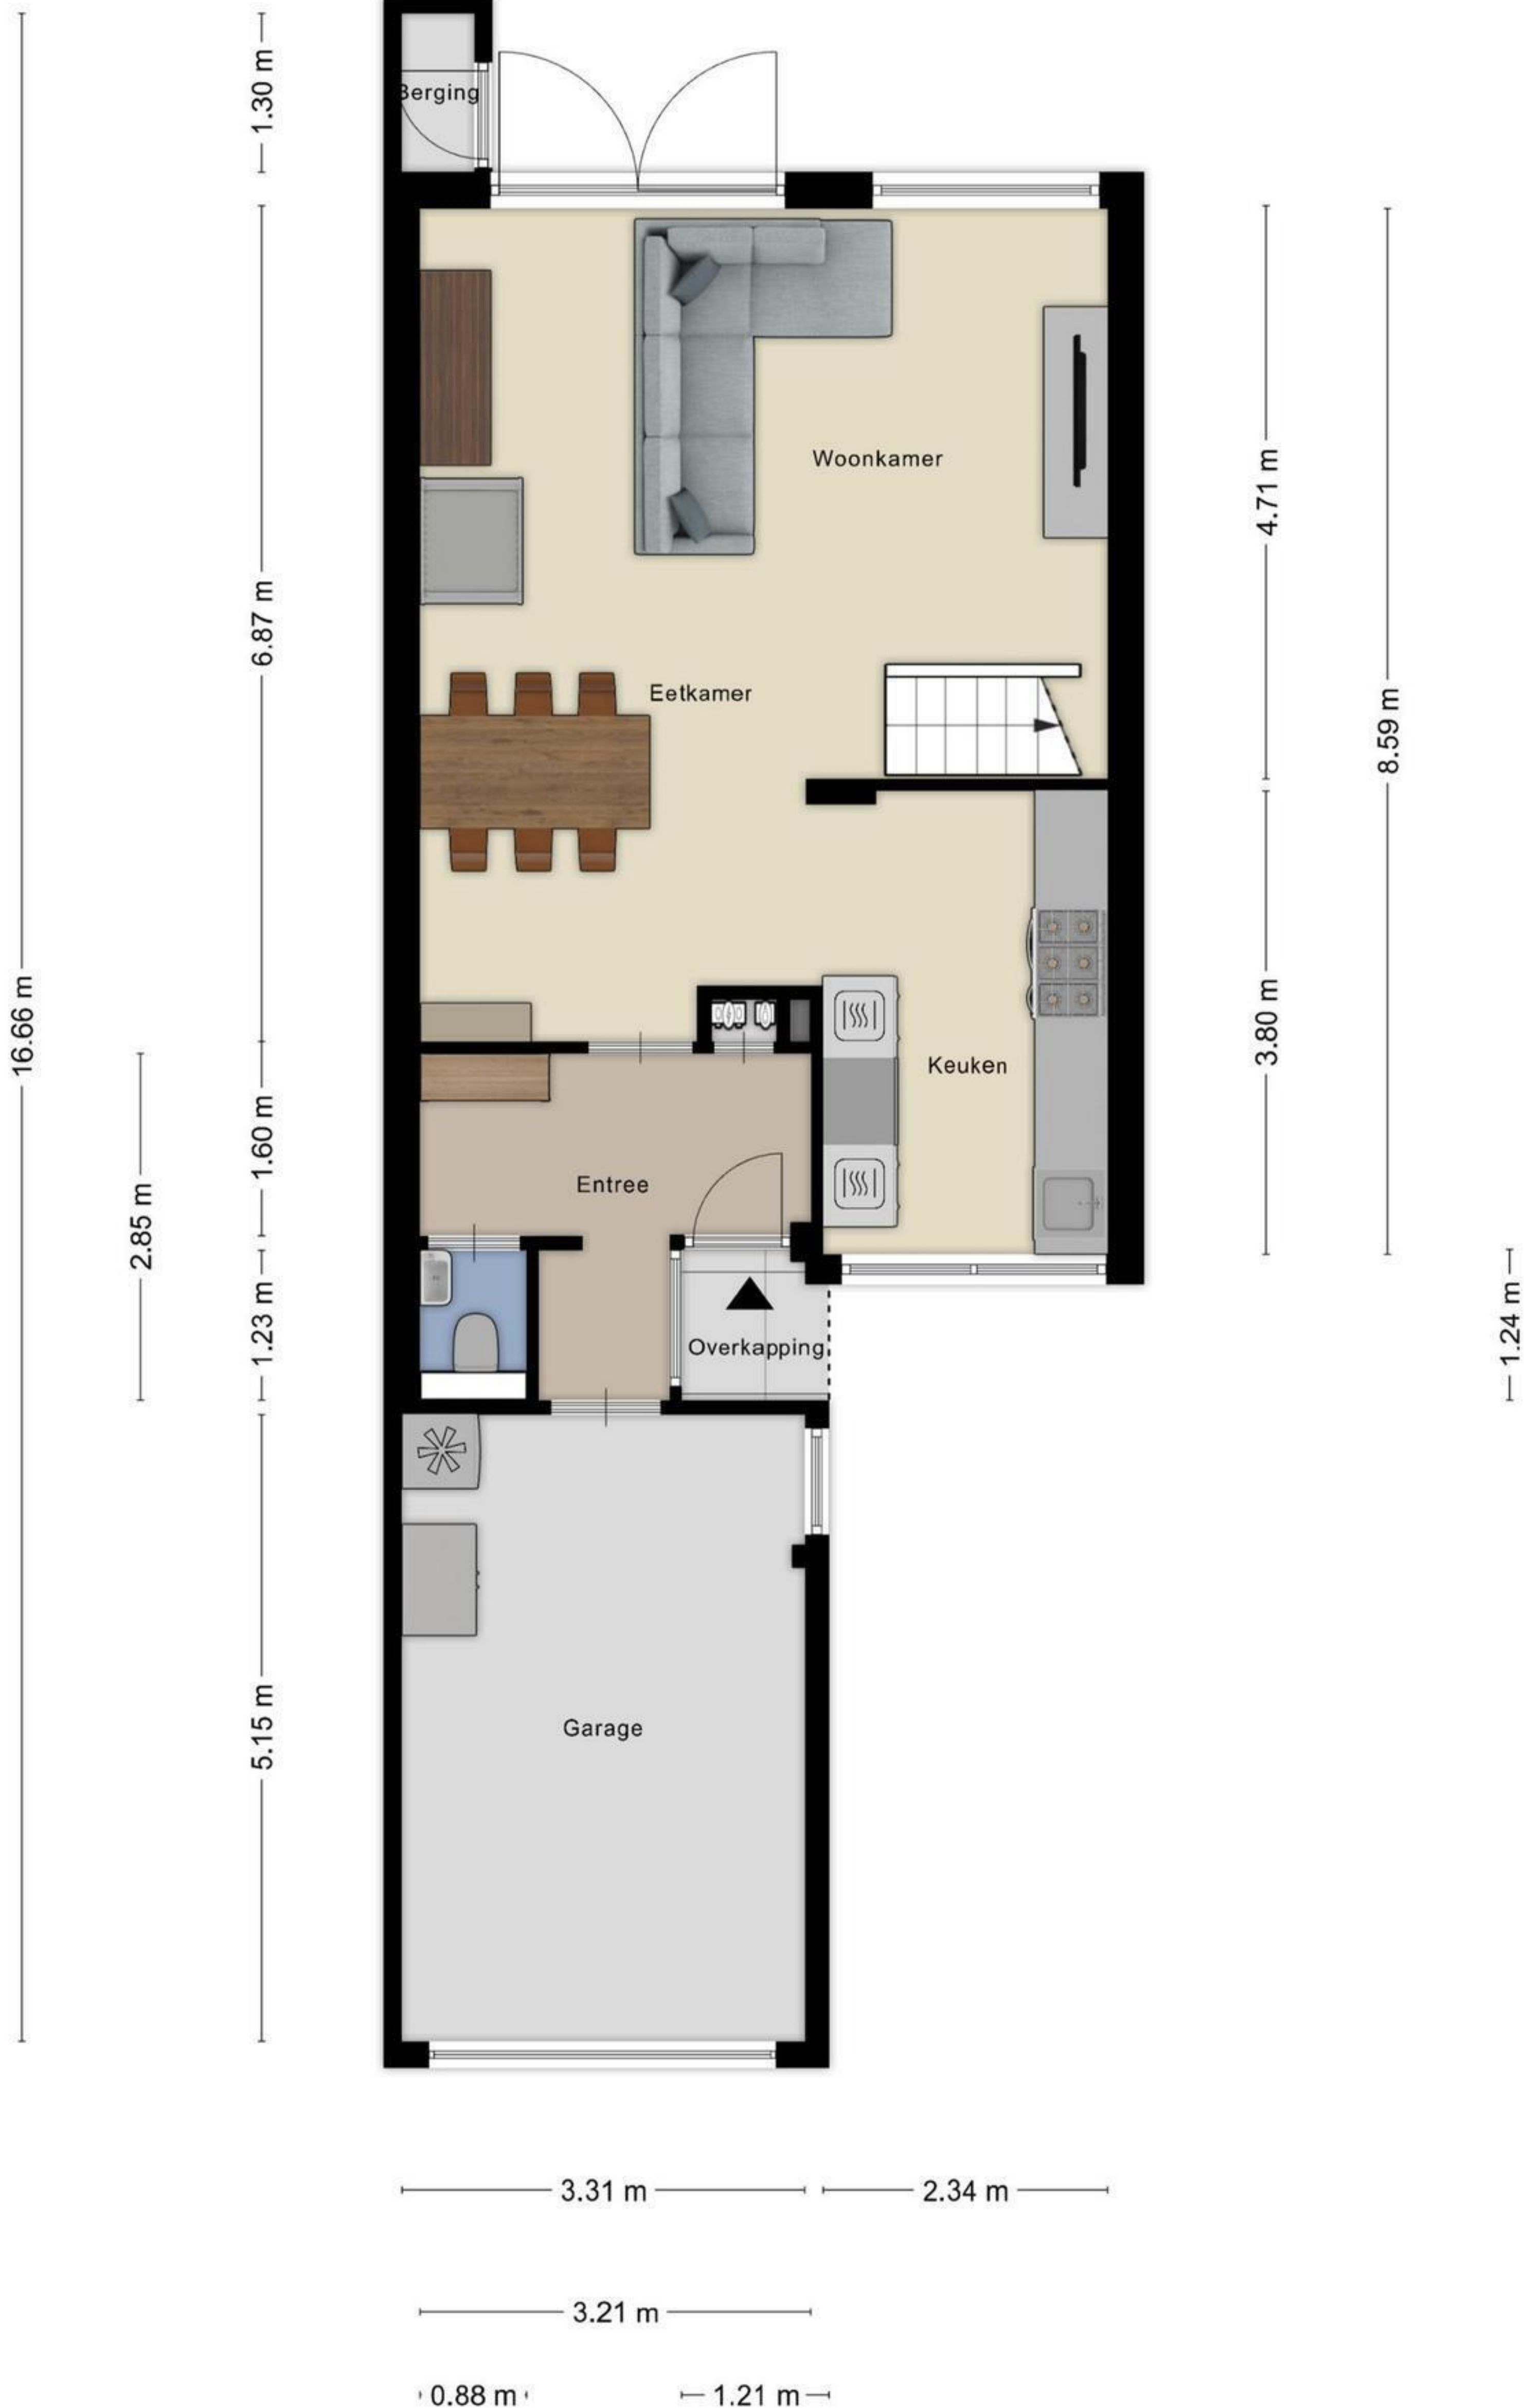 1.30 m
Berging
Woonkamer
4.71 m
6.87 m
Eetkamer
8.59 m
16.66 m
3.80 m
Keuken
1.60 m
Entree
2.85 m
1.23 m
Overkapping
1.24 m
5.15 m
Garage
3.31 m
2.34 m
3.21 m
0.88 m
1.21 m